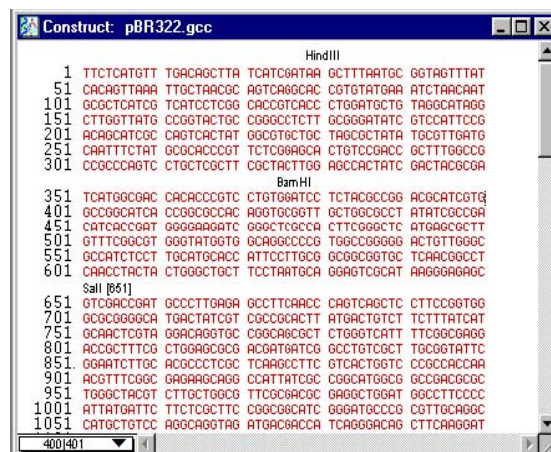 Construct: pBR322.gcc
HindIII
1 TTCTCATGTT TGACAGCTTA TCATCGATAA GCTTTAATGC GGTAGTTTAT
51 CACAGTTAAA TTGCTAACGC AGTCAGGCAC CGTGTATGAA ATCTAACAAT
101 GCGCTCATCG TCATCCTCGG CACCGTCACC CTGGATGCTG TAGGCATAGG
151 CTTGGTTATG CCGGTACTGC CGGGCCTCTT GCGGGATATC GTCCATTCCG
201 ACAGCATCGC CAGTCACTAT GGCGTGCTGC TAGCGCTATA TGCGTTGATG
251 CAATTTCTAT GCGCACCCGT TCTCGGAGCA CTGTCCGACC GCTTTGGCCG
301 CCGCCCAGTC CTGCTCGCTT CGCTACTTGG AGCCACTATC GACTACGCGA
BamHI
351 TCATGGCGAC CACACCCGTC CTGTGGATCC TCTACGCCGG ACGCATCGTG
401 GCCGGCATCA CCGGCGCCAC AGGTGCGGTT GCTGGCGCCT ATATCGCCGA
451 CATCACCGAT GGGGAAGATC GGGCTCGCCA CTTCGGGCTC ATGAGCGCTT
501 GTTTCGGCGT GGGTATGGTG GCAGGCCCCG TGGCCGGGGG ACTGTTGGGC
551 GCCATCTCCT TGCATGCACC ATTCCTTGCG GCGGCGGTGC TCAACGGCCT
601 CAACCTACTA CTGGGCTGCT TCCTAATGCA GGAGTCGCAT AAGGGAGAGC
SalI [651]
651 GTCGACCGAT GCCCTTGAGA GCCTTCAACC CAGTCAGCTC CTTCCGGTGG
701 GCGCGGGGCA TGACTATCGT CGCCGCACTT ATGACTGTCT TCTTTATCAT
751 GCAACTCGTA GGACAGGTGC CGGCAGCGCT CTGGGTCATT TTCGGCGAGG
801 ACCGCTTTCG CTGGAGCGCG ACGATGATCG GCCTGTCGCT TGCGGTATTC
851. GGAATCTTGC ACGCCCTCGC TCAAGCCTTC GTCACTGGTC CCGCCACCAA
901 ACGTTTCGGC GAGAAGCAGG CCATTATCGC CGGCATGGCG GCCGACGCGC
951 TGGGCTACGT CTTGCTGGCG TTCGCGACGC GAGGCTGGAT GGCCTTCCCC
1001 ATTATGATTC TTCTCGCTTC CGGCGGCATC GGGATGCCCG CGTTGCAGGC
1051 CATGCTGTCC AGGCAGGTAG ATGACGACCA TCAGGGACAG CTTCAAGGAT
400|401